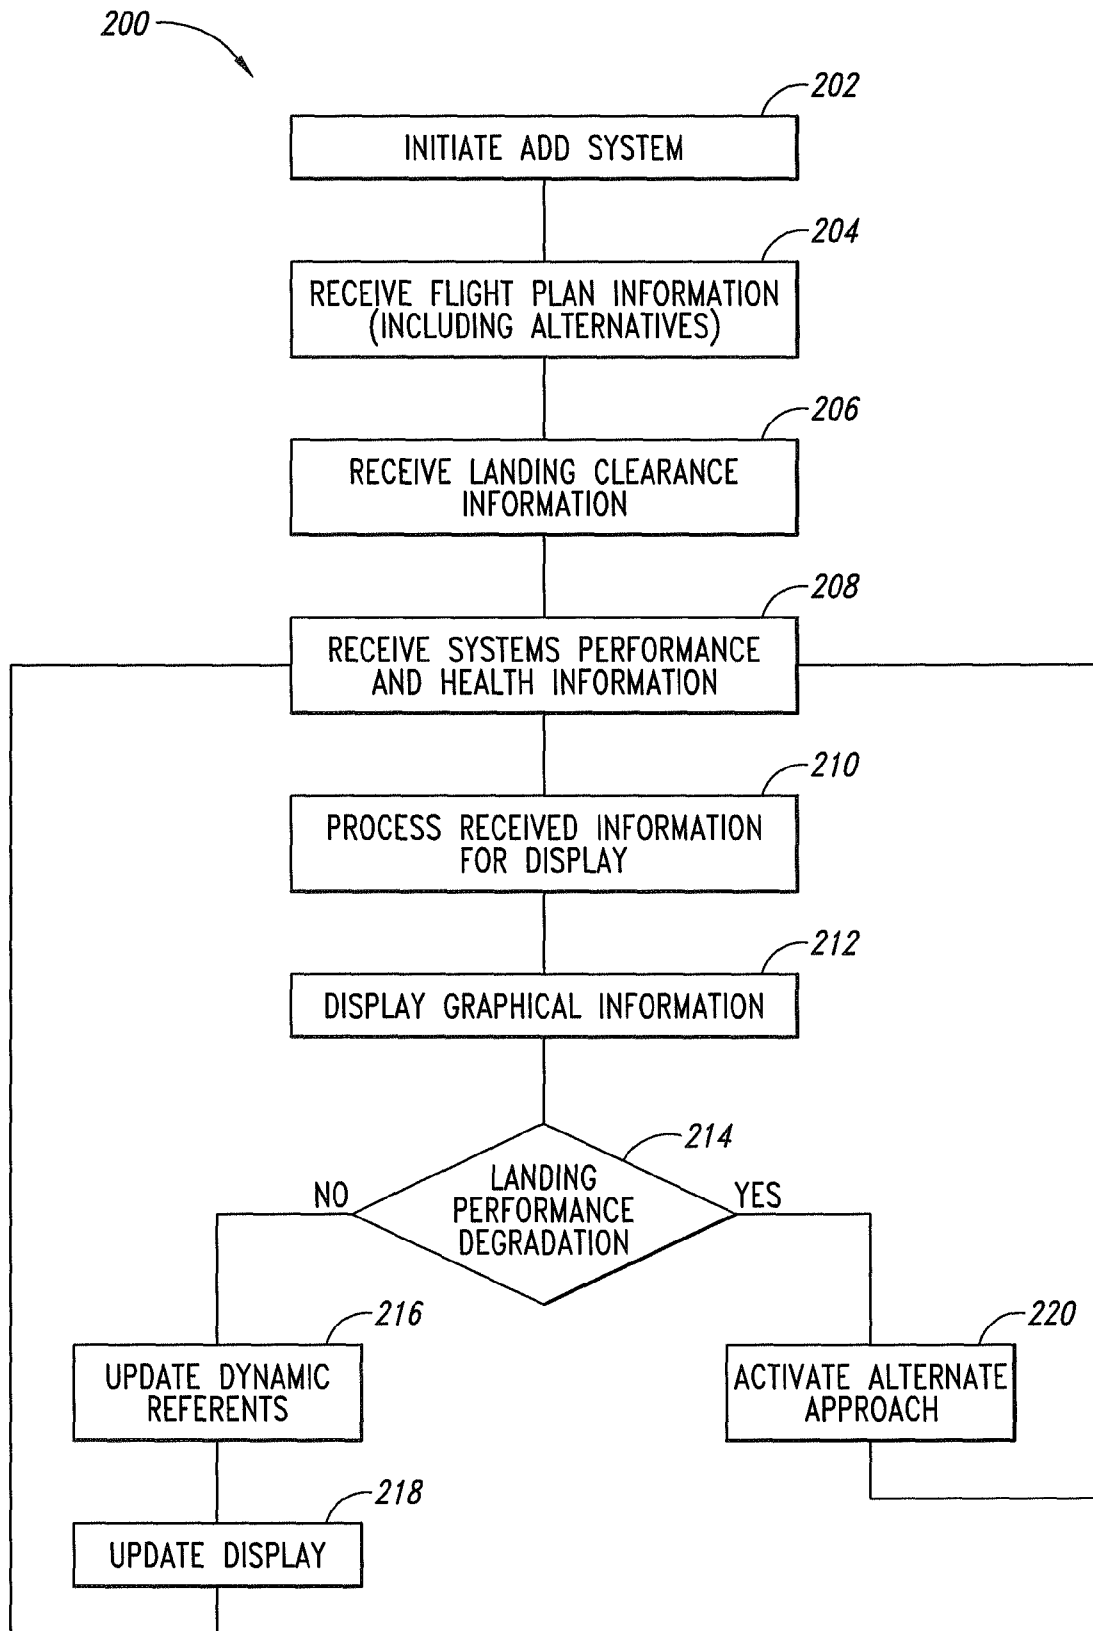 200
202
INITIATE ADD SYSTEM
204
RECEIVE FLIGHT PLAN INFORMATION
(INCLUDING ALTERNATIVES)
206
RECEIVE LANDING CLEARANCE
INFORMATION
208
RECEIVE SYSTEMS PERFORMANCE
AND HEALTH INFORMATION
210
PROCESS RECEIVED INFORMATION
FOR DISPLAY
212
DISPLAY GRAPHICAL INFORMATION
214
LANDING
PERFORMANCE
DEGRADATION
NO
YES
216
UPDATE DYNAMIC
REFERENTS
220
ACTIVATE ALTERNATE
APPROACH
218
UPDATE DISPLAY